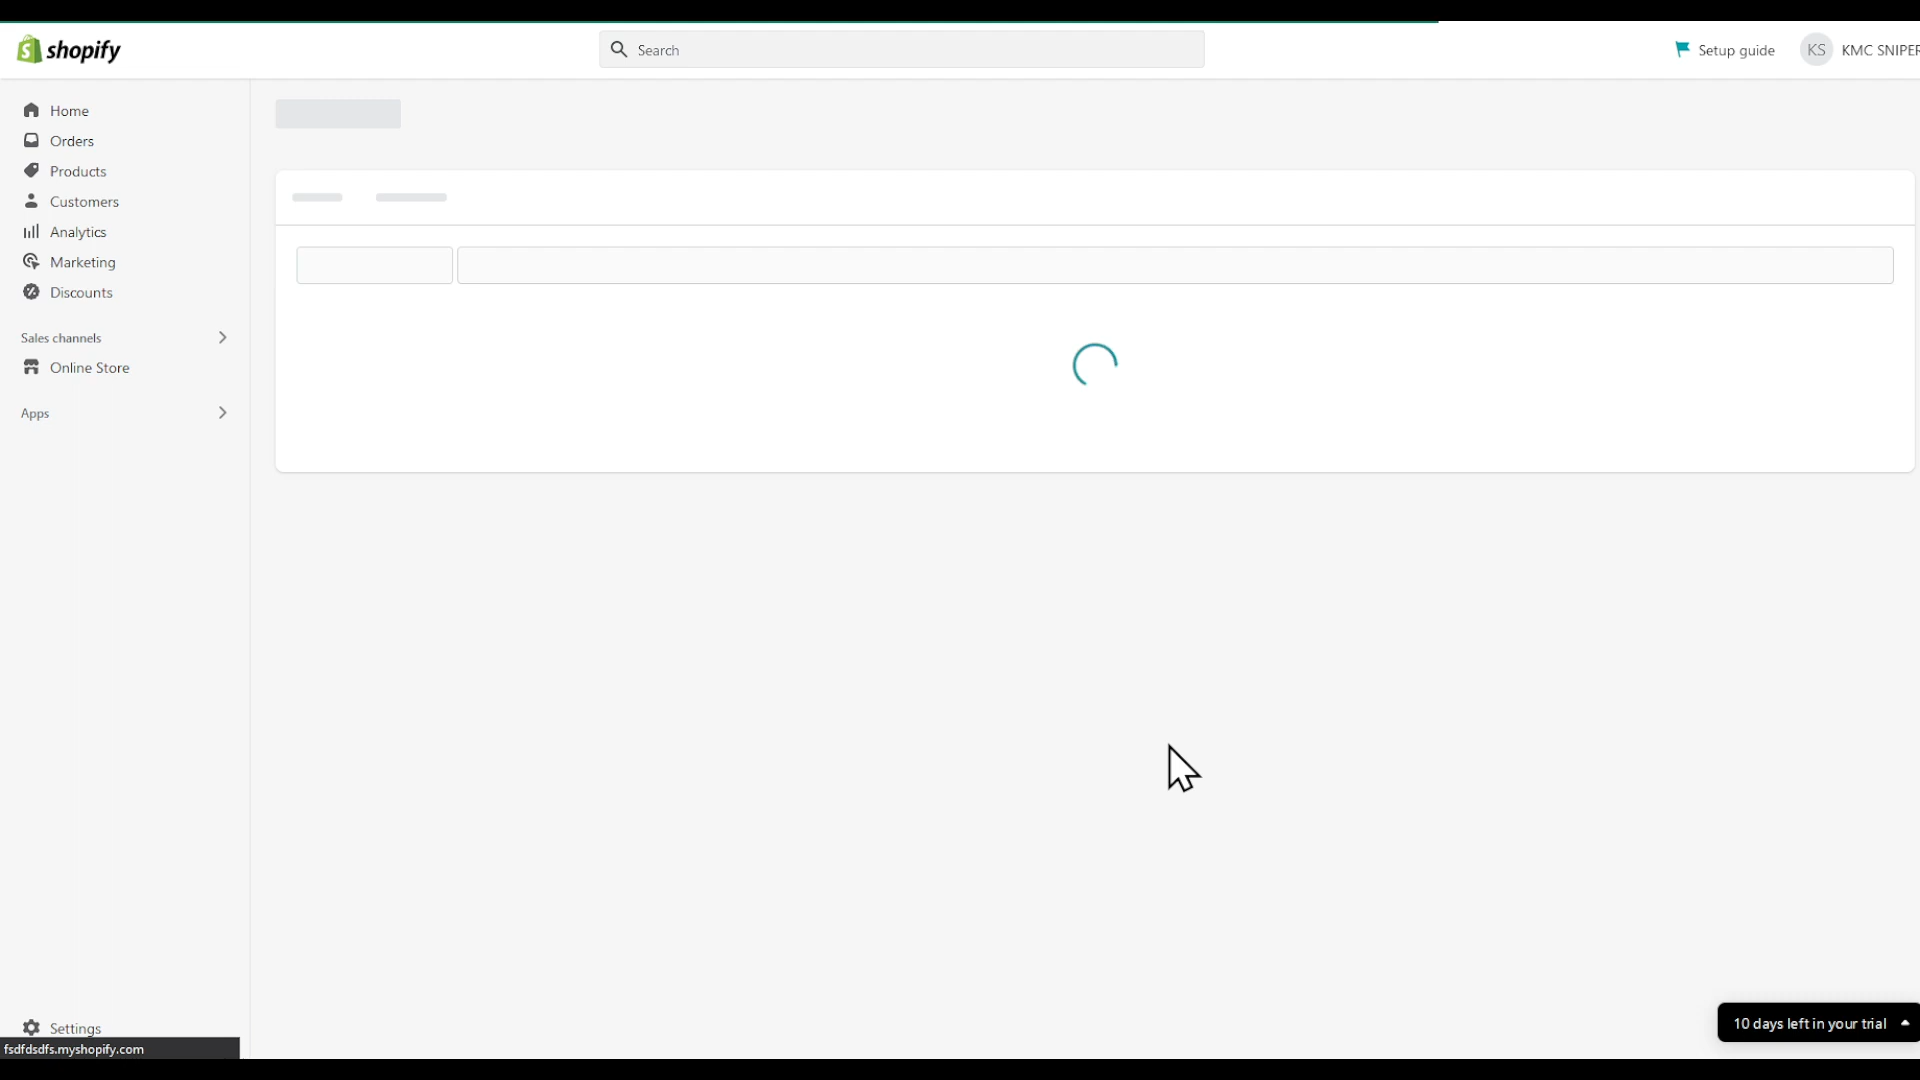 shopify
Search
Setup guide
KS
KMC SNIPER
Home
Orders
Products
Customers
Analytics
Marketing
Discounts
Sales channels
Online Store
Apps
Settings
fsdfdsdfs.myshopify.com
10 days left in your trial